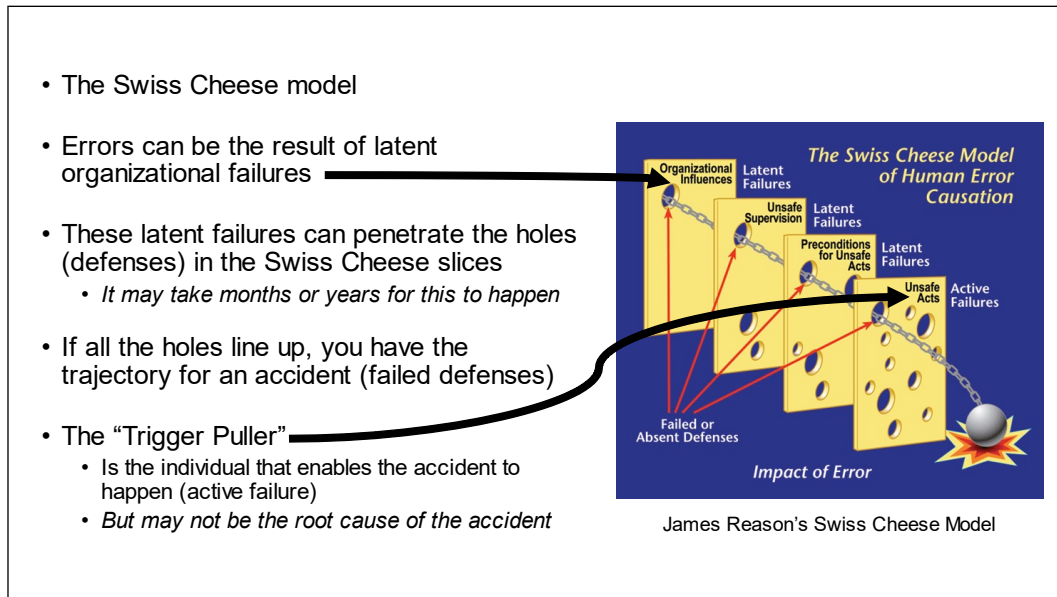 • The Swiss Cheese model
• Errors can be the result of latent
organizational failures
• These latent failures can penetrate the holes
(defenses) in the Swiss Cheese slices
• It may take months or years for this to happen
• If all the holes line up, you have the
trajectory for an accident (failed defenses)
• The “Trigger Puller”
• Is the individual that enables the accident to
happen (active failure)
• But may not be the root cause of the accident
The Swiss Cheese Model
of Human Error
Causation
Organizational
Influences
Latent
Failures
Unsafe
Supervision
Latent
Failures
Preconditions
for Unsafe
Acts
Latent
Failures
Unsafe
Acts
Active
Failures
Failed or
Absent Defenses
Impact of Error
James Reason’s Swiss Cheese Model